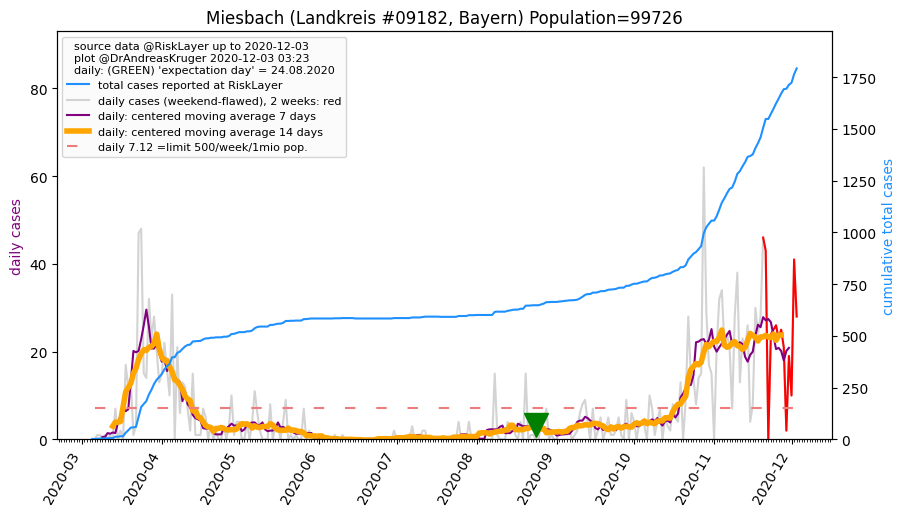 Miesbach (Landkreis #09182, Bayern) Population=99726
source data @RiskLayer up to 2020-12-03
plot @DrAndreasKruger 2020-12-03 03:23
daily: (GREEN) 'expectation day' = 24.08.2020
total cases reported at RiskLayer
daily cases (weekend-flawed), 2 weeks: red
daily: centered moving average 7 days
daily: centered moving average 14 days
daily 7.12 =limit 500/week/1mio pop.
daily cases
80
60
40
20
0
cumulative total cases
1750
1500
1250
1000
750
500
250
0
2020-03
2020-04
2020-05
2020-06
2020-07
2020-08
2020-09
2020-10
2020-11
2020-12